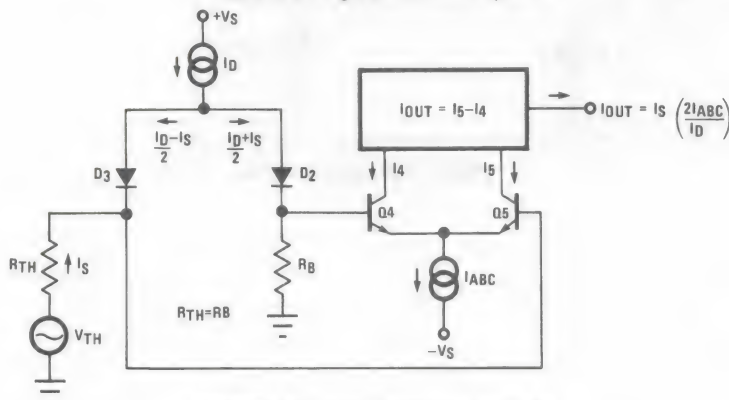 +VS
ID
ID/2 − IS
ID/2 + IS
IOUT = I5−I4
IOUT = IS (2IABC/ID)
D3
D2
I4
I5
Q4
Q5
RTH
IS
RB
IABC
RTH=RB
VTH
−VS